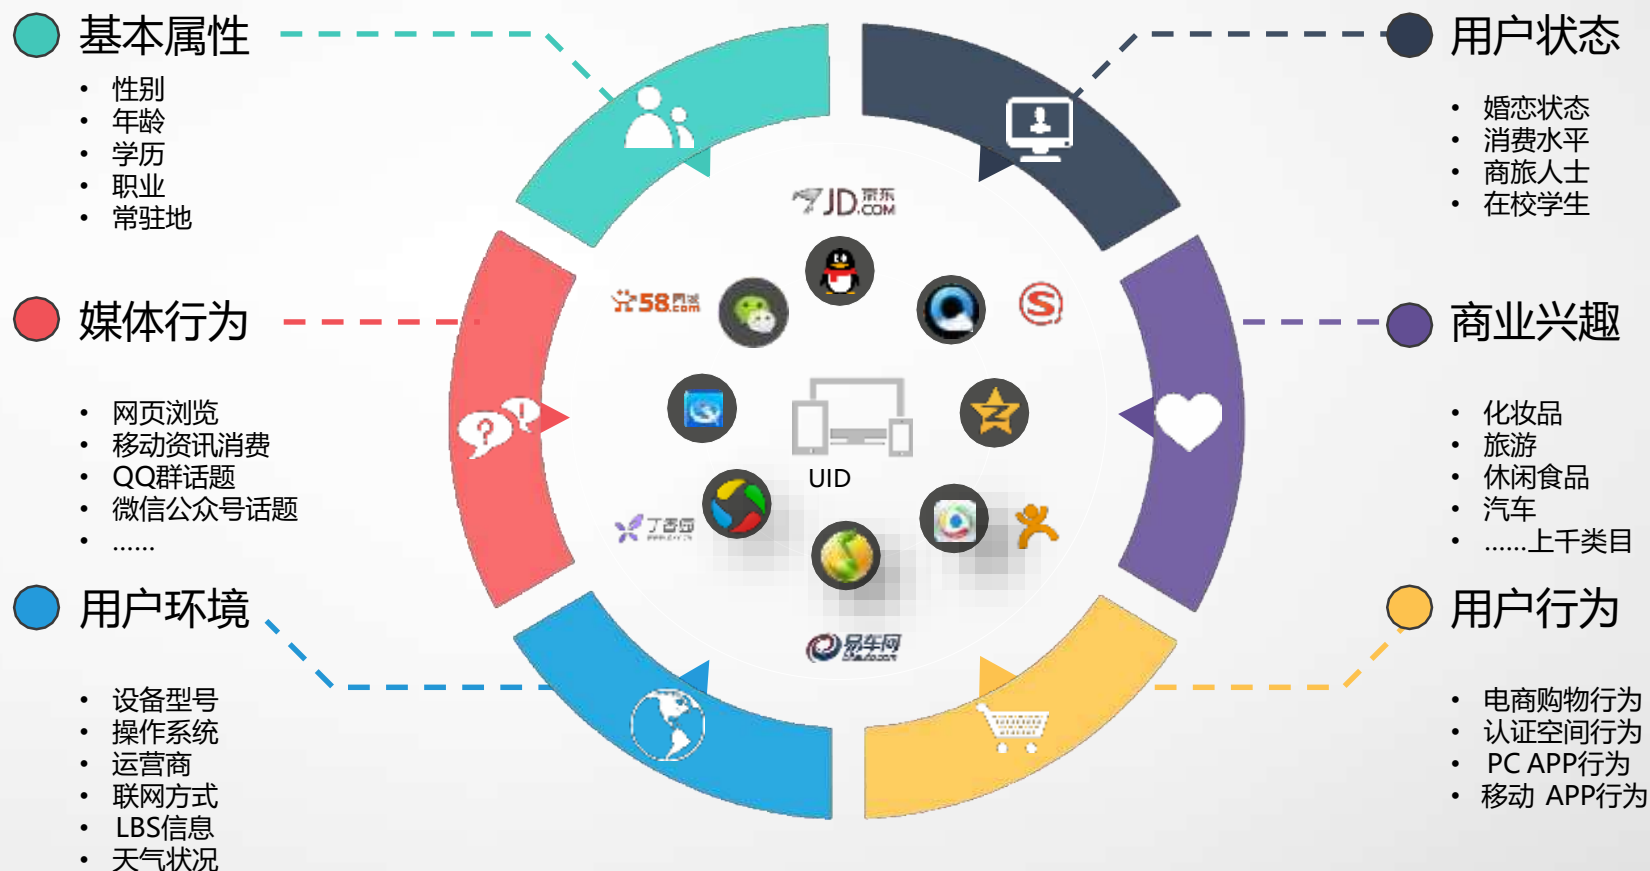 基本属性
• 性别
• 年龄
• 学历
• 职业
• 常驻地
用户状态
• 婚恋状态
• 消费水平
• 商旅人士
• 在校学生
媒体行为
• 网页浏览
• 移动资讯消费
• QQ群话题
• 微信公众号话题
• ......
商业兴趣
• 化妆品
• 旅游
• 休闲食品
• 汽车
• ......上千类目
用户环境
• 设备型号
• 操作系统
• 运营商
• 联网方式
• LBS信息
• 天气状况
用户行为
• 电商购物行为
• 认证空间行为
• PC APP行为
• 移动 APP行为
JD.COM 京东
58同城.com
S
UID
丁香园
易车网